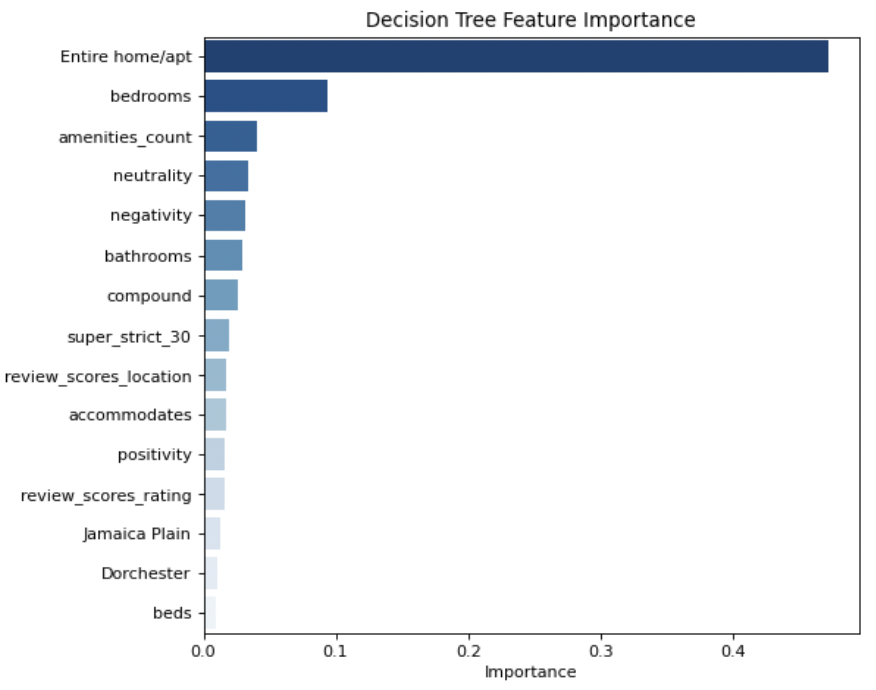 Decision Tree Feature Importance
Entire home/apt
bedrooms
amenities_count
neutrality
negativity
bathrooms
compound
super_strict_30
review_scores_location
accommodates
positivity
review_scores_rating
Jamaica Plain
Dorchester
beds
0.0 0.1 0.2 0.3 0.4
Importance